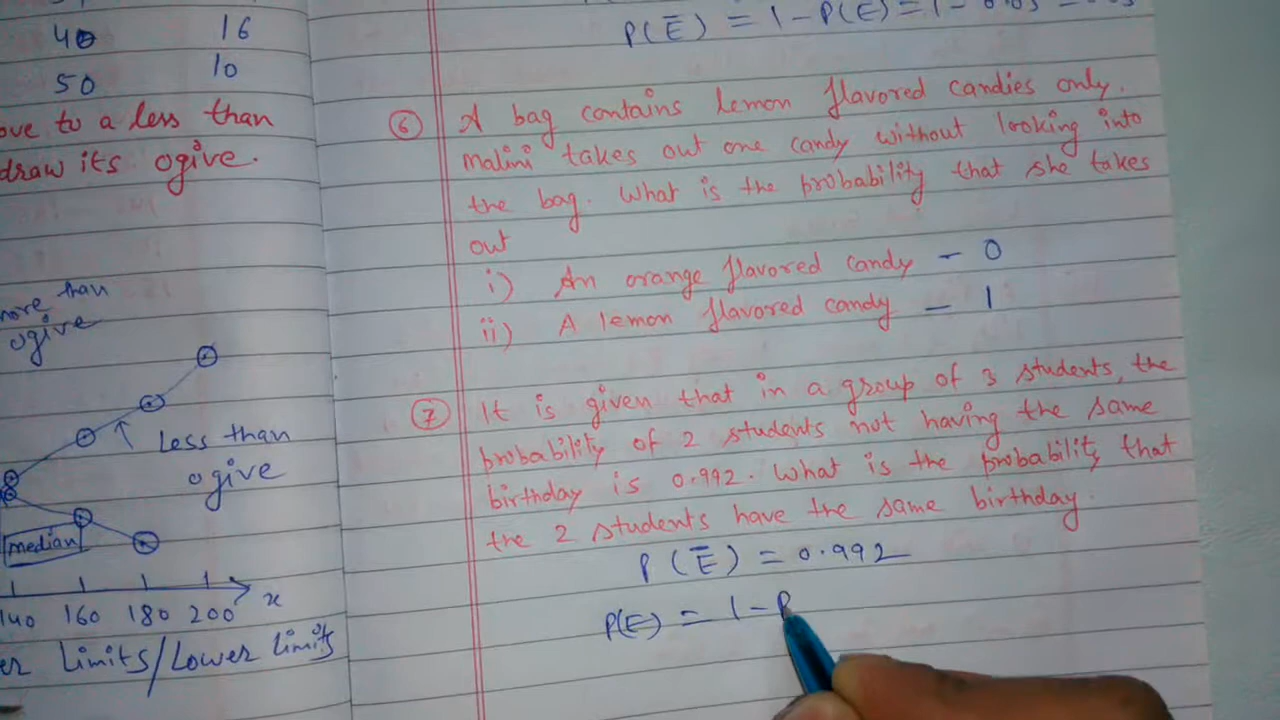 40 16
50 10
ove to a less than
draw its ogive.
more than
ogive
Less than
ogive
median
140 160 180 200 x
er limits/Lower limits
P(Ē) = 1 - P(E) = 1 - 0.05 =
⑥ A bag contains lemon flavored candies only.
malini takes out one candy without looking into
the bag. What is the probability that she takes
out
i) An orange flavored candy - 0
ii) A lemon flavored candy - 1
⑦ It is given that in a group of 3 students, the
probability of 2 students not having the same
birthday is 0.992. What is the probability that
the 2 students have the same birthday.
P(Ē) = 0.992
P(E) = 1 - P